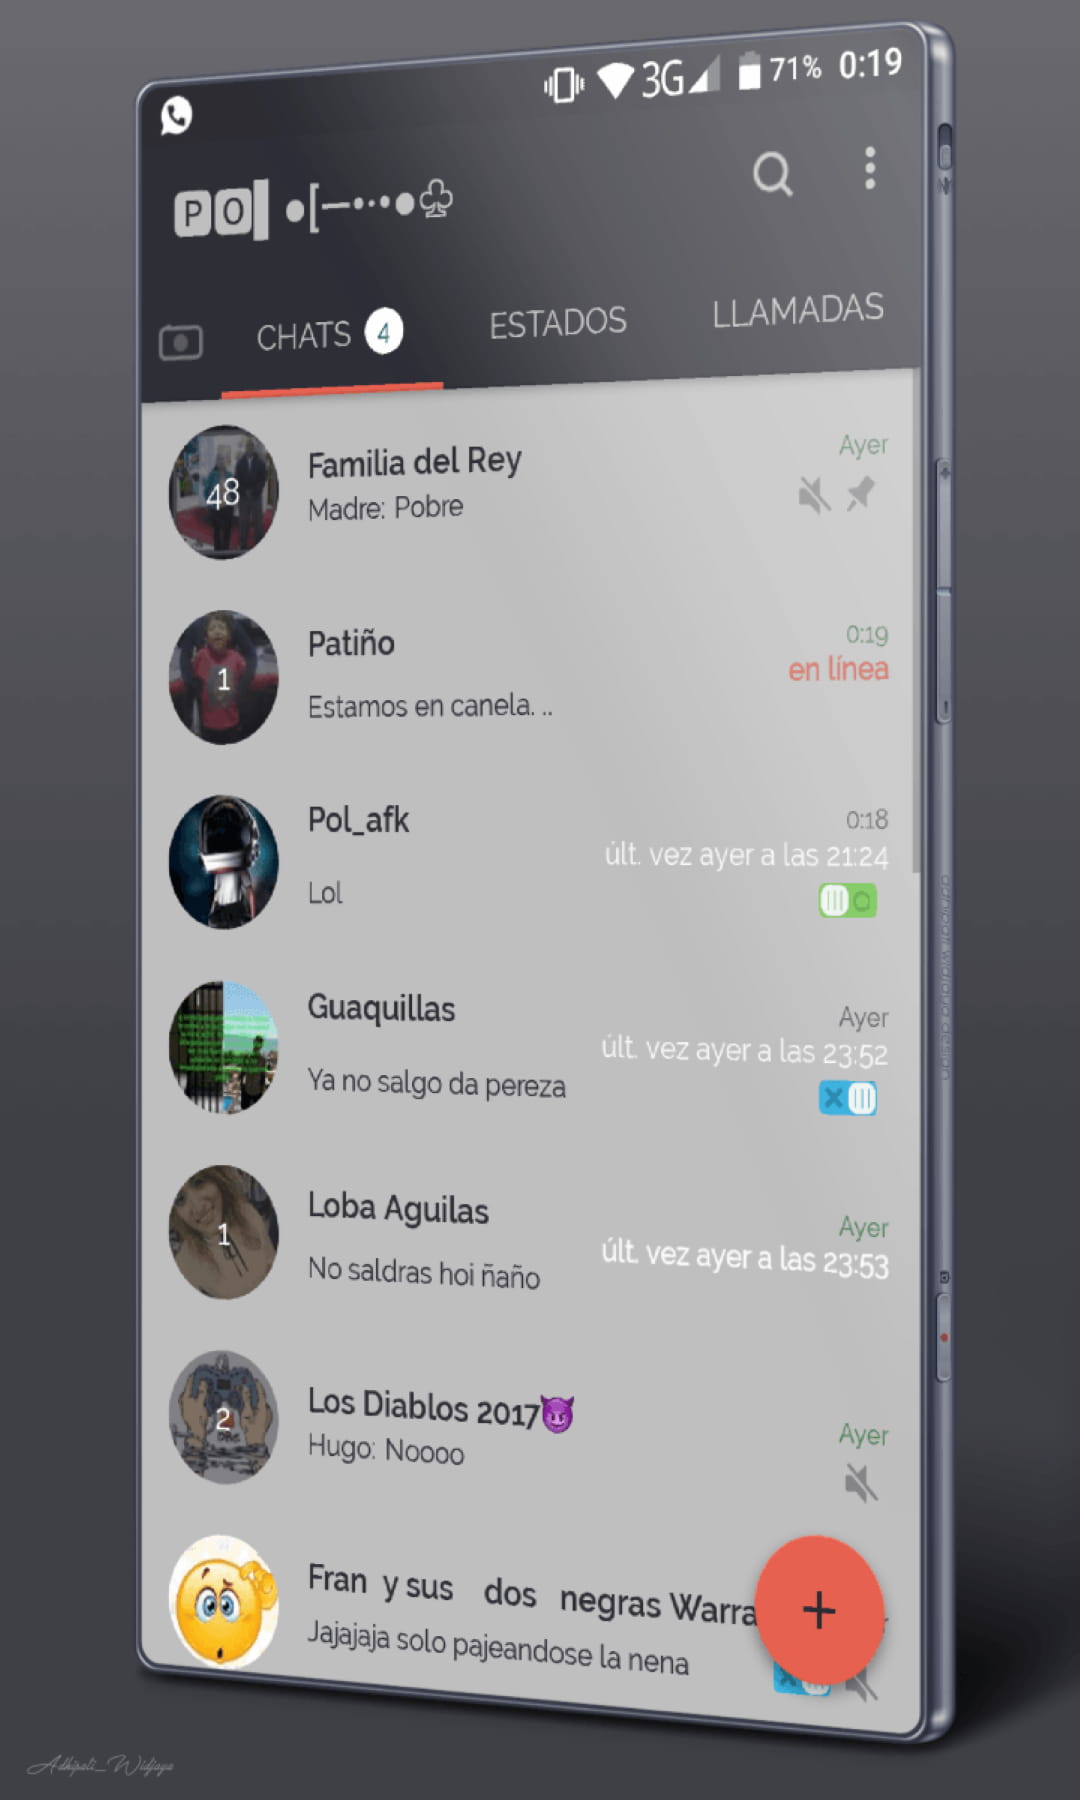 3G 71% 0:19
PO ●[─···●♧
CHATS 4 ESTADOS LLAMADAS
48
Familia del Rey
Ayer
Madre: Pobre
1
Patiño
0:19
en línea
Estamos en canela. ..
Pol_afk
0:18
últ. vez ayer a las 21:24
Lol
Guaquillas
Ayer
últ. vez ayer a las 23:52
Ya no salgo da pereza
1
Loba Aguilas
Ayer
últ. vez ayer a las 23:53
No saldras hoi ñaño
2
Los Diablos 2017😈
Ayer
Hugo: Noooo
Fran y sus dos negras Warra
Jajajaja solo pajeandose la nena
+
Adhipati_Widjaya